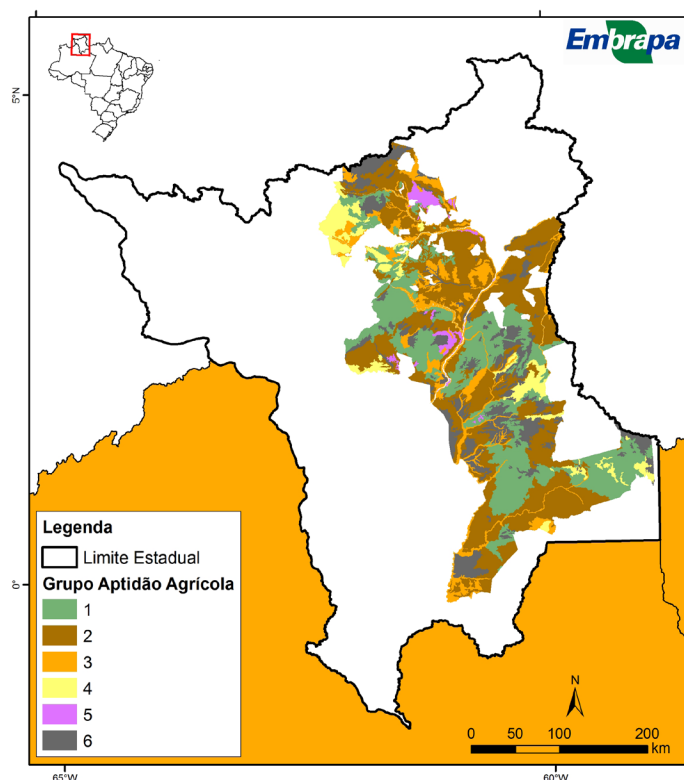 Embrapa
5°N
Legenda
Limite Estadual
Grupo Aptidão Agrícola
1
2
3
4
5
6
0°
N
0 50 100 200
km
65°W 60°W